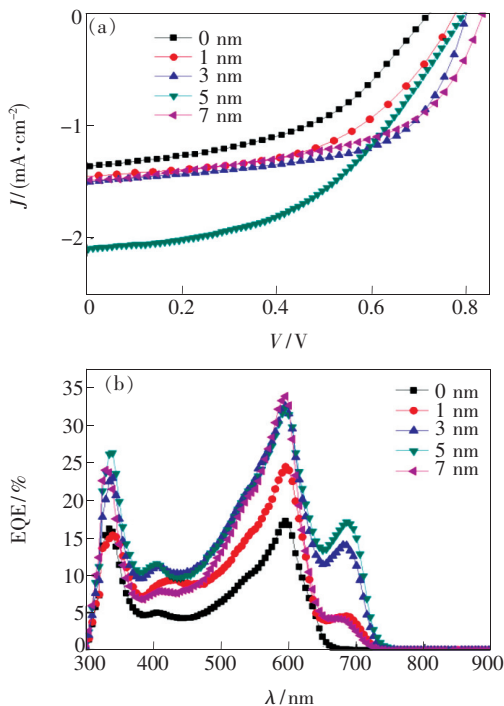 (a)
0 nm
1 nm
3 nm
5 nm
7 nm
0
−1
−2
J/(mA·cm⁻²)
0 0.2 0.4 0.6 0.8
V/V
(b)
0 nm
1 nm
3 nm
5 nm
7 nm
35
30
25
20
15
10
5
0
EQE/%
300 400 500 600 700 800 900
λ/nm